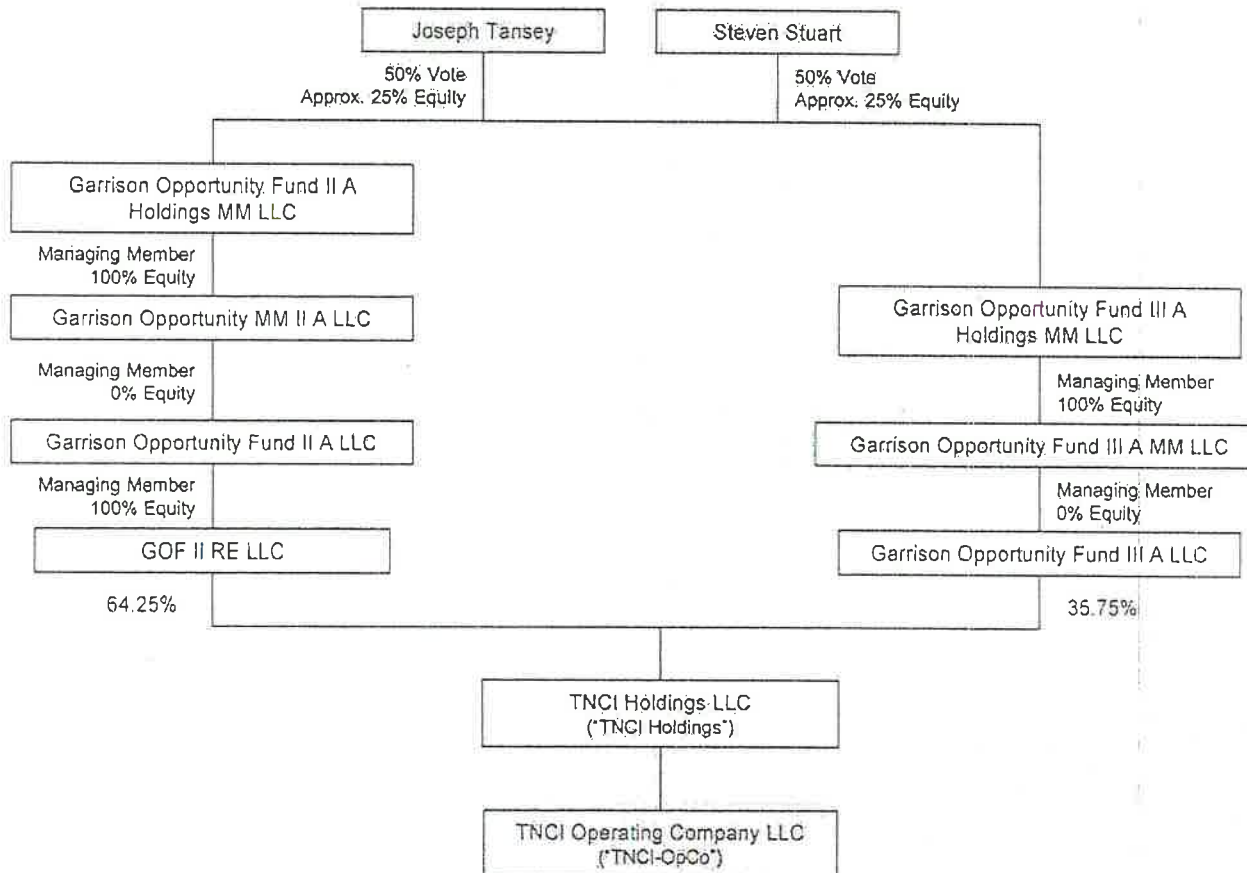 Joseph Tansey
Steven Stuart
50% Vote
Approx. 25% Equity
50% Vote
Approx. 25% Equity
Garrison Opportunity Fund II A
Holdings MM LLC
Managing Member
100% Equity
Garrison Opportunity MM II A LLC
Managing Member
0% Equity
Garrison Opportunity Fund II A LLC
Managing Member
100% Equity
GOF II RE LLC
64.25%
Garrison Opportunity Fund III A
Holdings MM LLC
Managing Member
100% Equity
Garrison Opportunity Fund III A MM LLC
Managing Member
0% Equity
Garrison Opportunity Fund III A LLC
35.75%
TNCI Holdings LLC
("TNCI Holdings")
TNCI Operating Company LLC
("TNCI-OpCo")